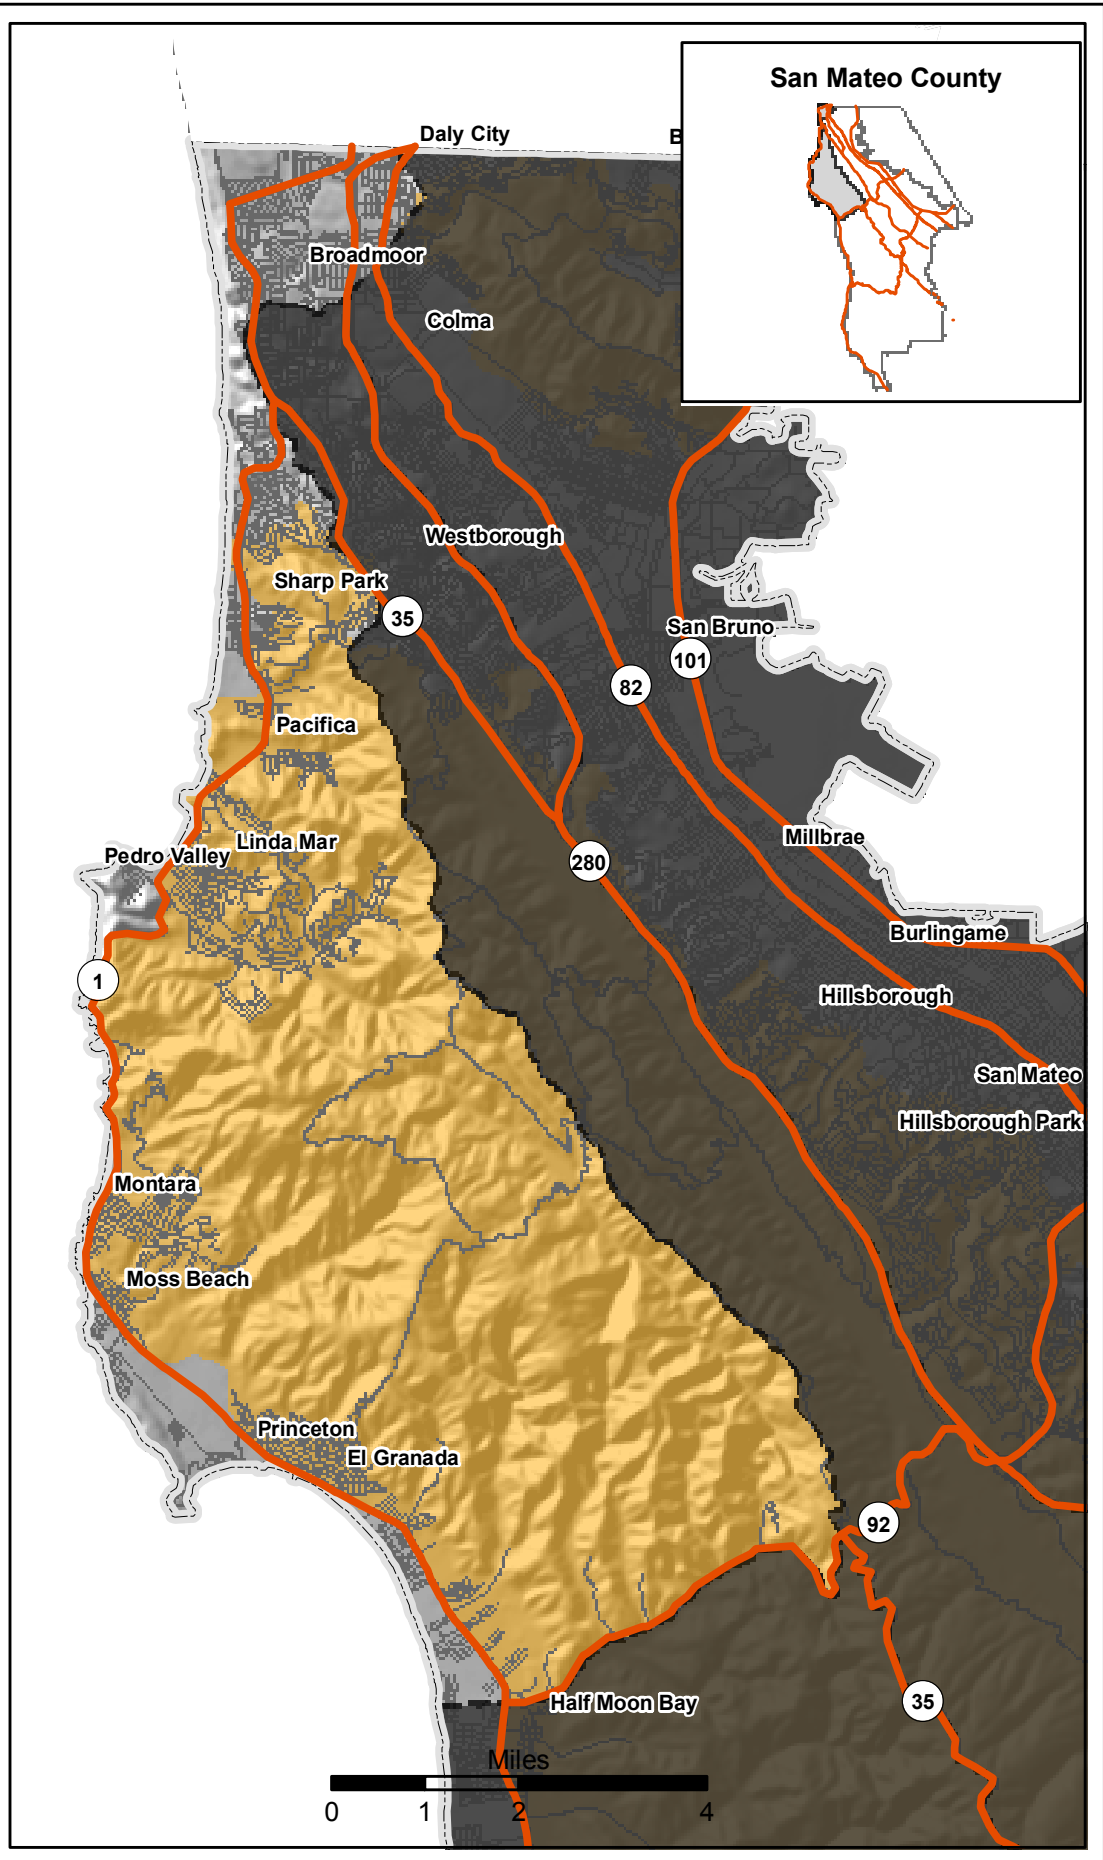 San Mateo County
Daly City
B
Broadmoor
Colma
Westborough
Sharp Park
35
San Bruno
101
82
Pacifica
Millbrae
Linda Mar
Pedro Valley
280
Burlingame
1
Hillsborough
San Mateo
Hillsborough Park
Montara
Moss Beach
Princeton
El Granada
92
35
Half Moon Bay
Miles
0 1 2 4